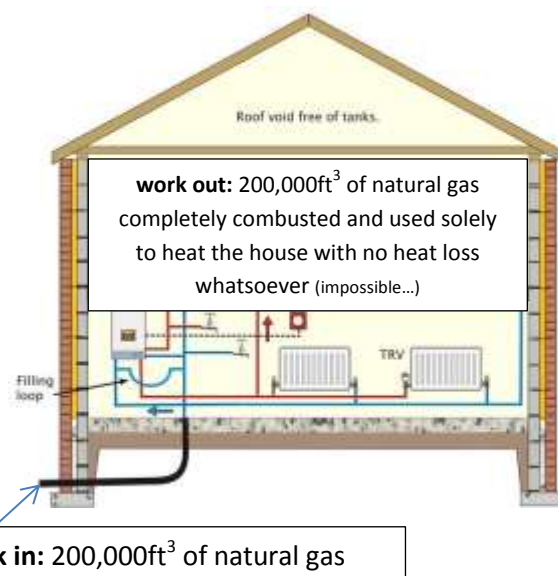 Roof void free of tanks.
work out: 200,000ft³ of natural gas
completely combusted and used solely
to heat the house with no heat loss
whatsoever (impossible...)
TRV
Filling
loop
k in: 200,000ft³ of natural gas